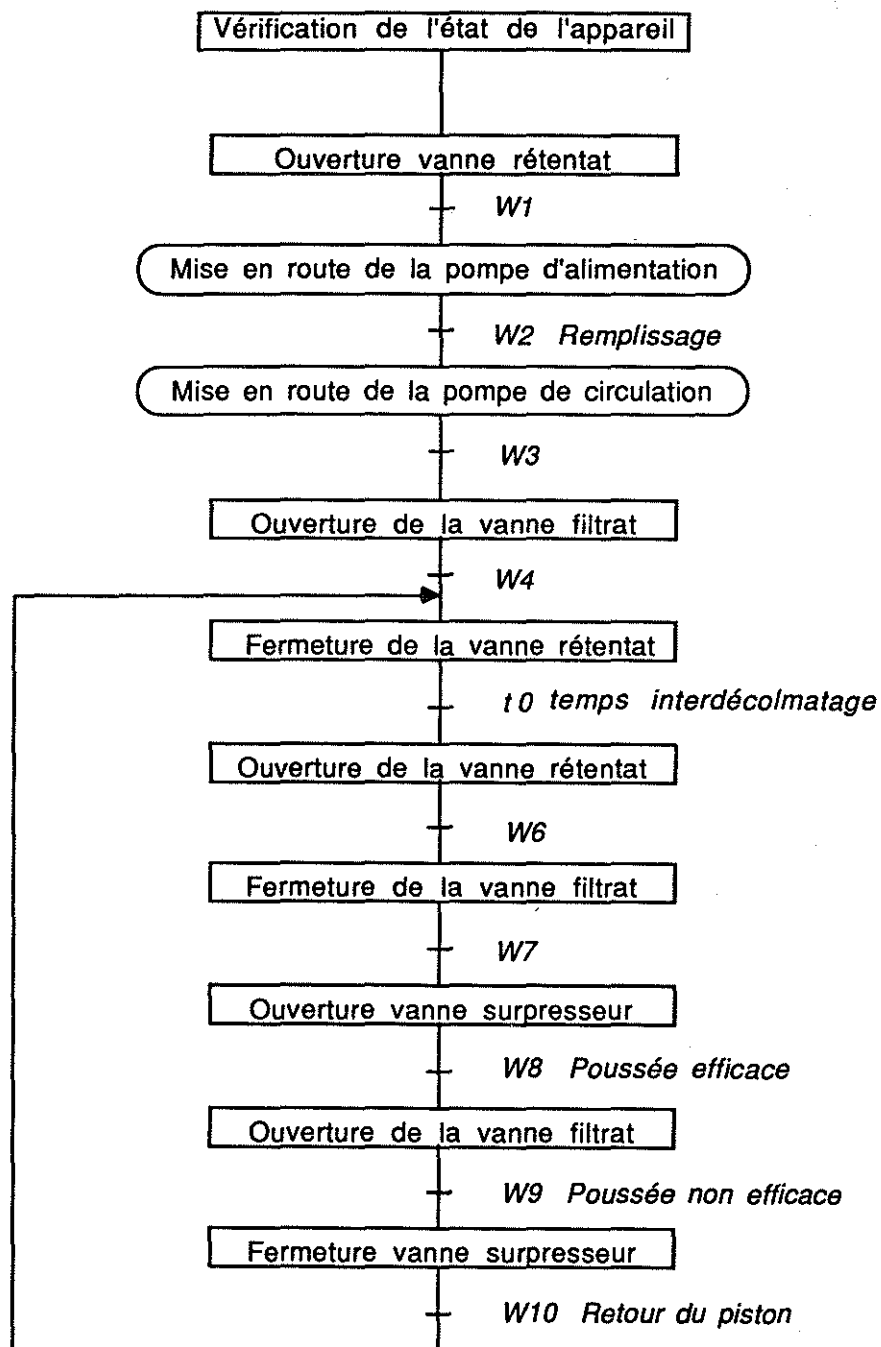 Vérification de l'état de l'appareil
Ouverture vanne rétentat
W1
Mise en route de la pompe d'alimentation
W2 Remplissage
Mise en route de la pompe de circulation
W3
Ouverture de la vanne filtrat
W4
Fermeture de la vanne rétentat
t0 temps interdécolmatage
Ouverture de la vanne rétentat
W6
Fermeture de la vanne filtrat
W7
Ouverture vanne surpresseur
W8 Poussée efficace
Ouverture de la vanne filtrat
W9 Poussée non efficace
Fermeture vanne surpresseur
W10 Retour du piston